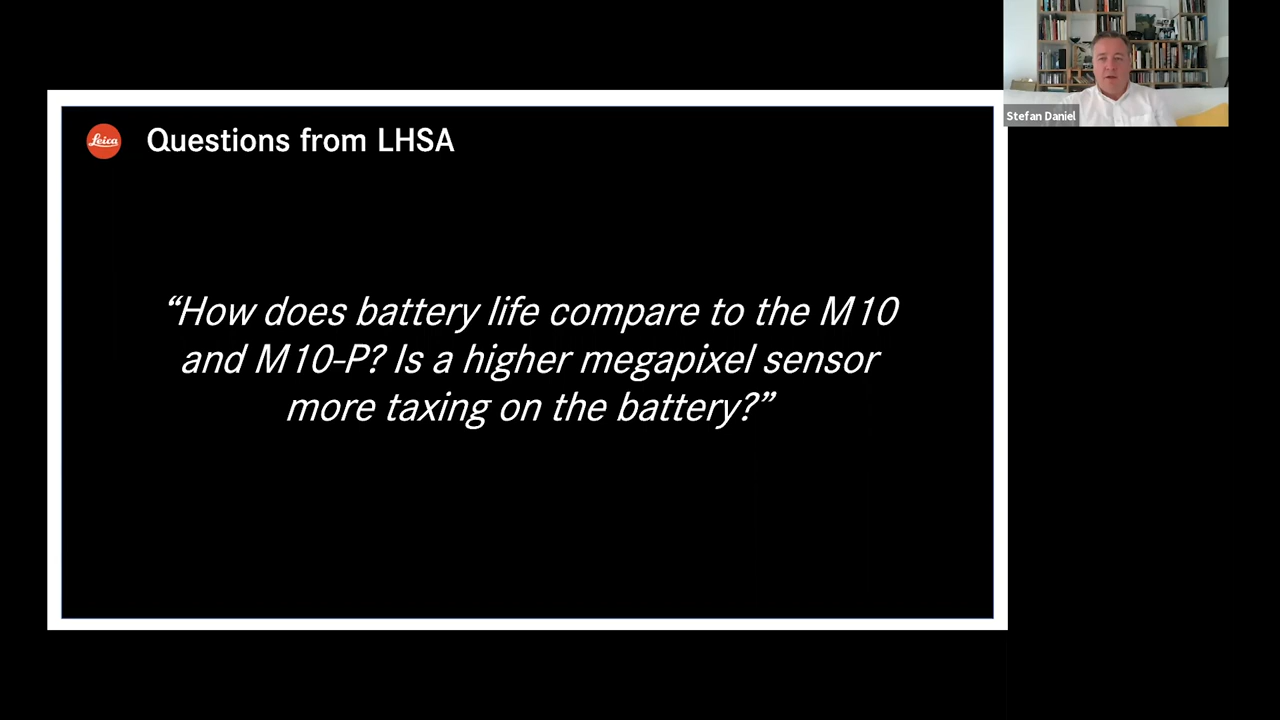 Leica
Questions from LHSA
“How does battery life compare to the M10
and M10-P? Is a higher megapixel sensor
more taxing on the battery?”
Stefan Daniel